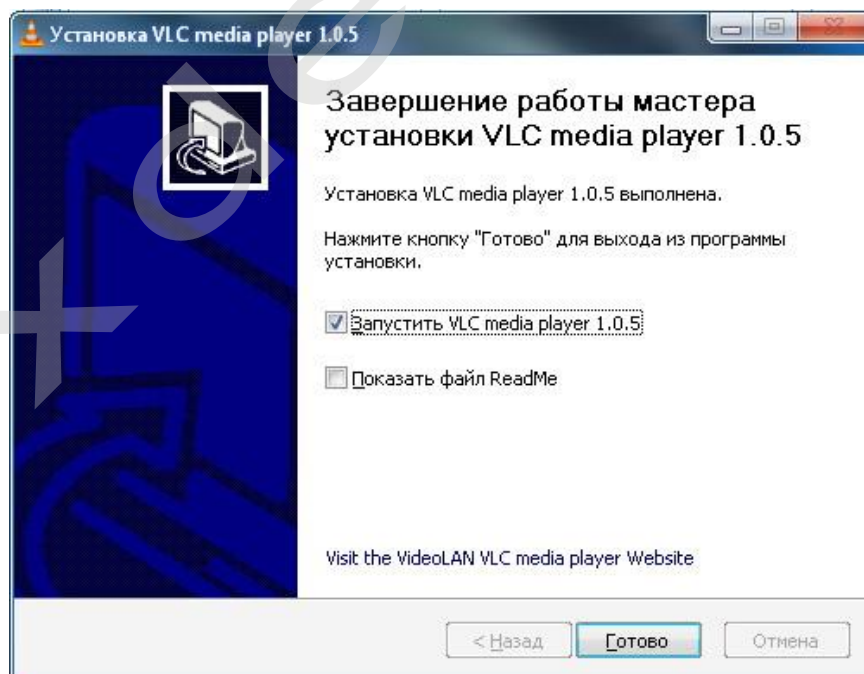 Установка VLC media player 1.0.5
Завершение работы мастера
установки VLC media player 1.0.5
Установка VLC media player 1.0.5 выполнена.
Нажмите кнопку "Готово" для выхода из программы
установки.
Запустить VLC media player 1.0.5
Показать файл ReadMe
Visit the VideoLAN VLC media player Website
< Назад
Готово
Отмена